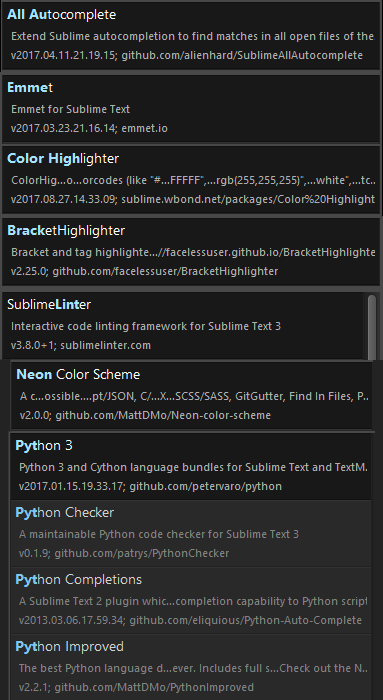 All Autocomplete
Extend Sublime autocompletion to find matches in all open files of the
v2017.04.11.21.19.15; github.com/alienhard/SublimeAllAutocomplete
Emmet
Emmet for Sublime Text
v2017.03.23.21.16.14; emmet.io
Color Highlighter
ColorHig...o...orcodes (like "#...FFFFF",...rgb(255,255,255)",...white",...tc..
v2017.08.27.14.33.09; sublime.wbond.net/packages/Color%20Highlight
BracketHighlighter
Bracket and tag highlighte...//facelessuser.github.io/BracketHighlighte
v2.25.0; github.com/facelessuser/BracketHighlighter
SublimeLinter
Interactive code linting framework for Sublime Text 3
v3.8.0+1; sublimelinter.com
Neon Color Scheme
A c...ossible....pt/JSON, C/...X...SCSS/SASS, GitGutter, Find In Files, P..
v2.0.0; github.com/MattDMo/Neon-color-scheme
Python 3
Python 3 and Cython language bundles for Sublime Text and TextM.
v2017.01.15.19.33.17; github.com/petervaro/python
Python Checker
A maintainable Python code checker for Sublime Text 3
v0.1.9; github.com/patrys/PythonChecker
Python Completions
A Sublime Text 2 plugin whic...completion capability to Python script
v2013.03.06.17.59.34; github.com/eliquious/Python-Auto-Complete
Python Improved
The best Python language d...ever. Includes full s...Check out the N..
v2.2.1; github.com/MattDMo/PythonImproved